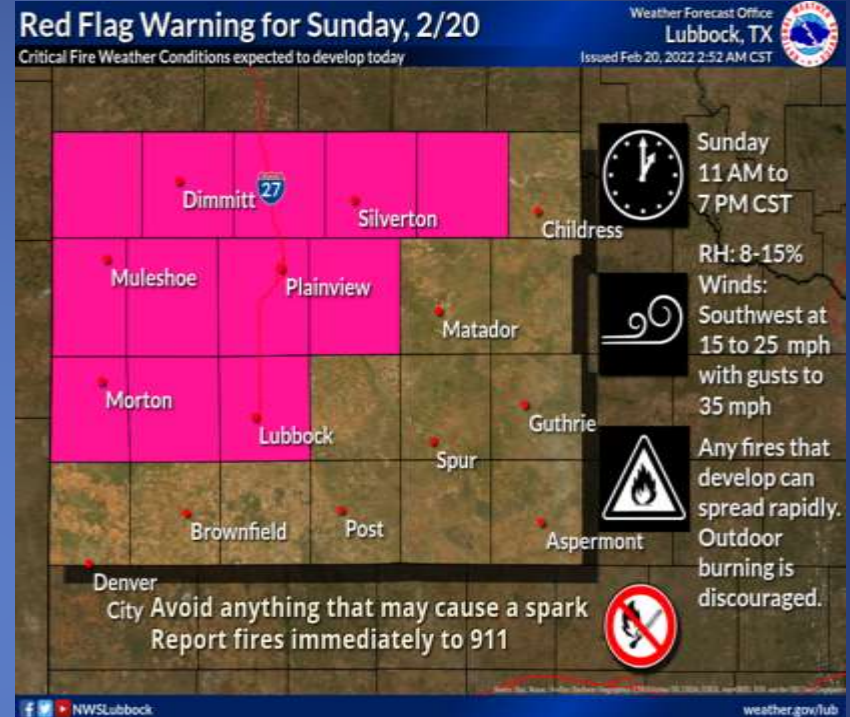 Red Flag Warning for Sunday, 2/20
Critical Fire Weather Conditions expected to develop today
Weather Forecast Office
Lubbock, TX
Issued Feb 20, 2022 2:52 AM CST
NATIONAL WEATHER SERVICE
Dimmitt
27
Silverton
Childress
Muleshoe
Plainview
Matador
Morton
Lubbock
Guthrie
Spur
Brownfield
Post
Aspermont
Denver
City
Sunday
11 AM to
7 PM CST
RH: 8-15%
Winds:
Southwest at
15 to 25 mph
with gusts to
35 mph
Any fires that
develop can
spread rapidly.
Outdoor
burning is
discouraged.
Avoid anything that may cause a spark
Report fires immediately to 911
NWSLubbock
weather.gov/lub